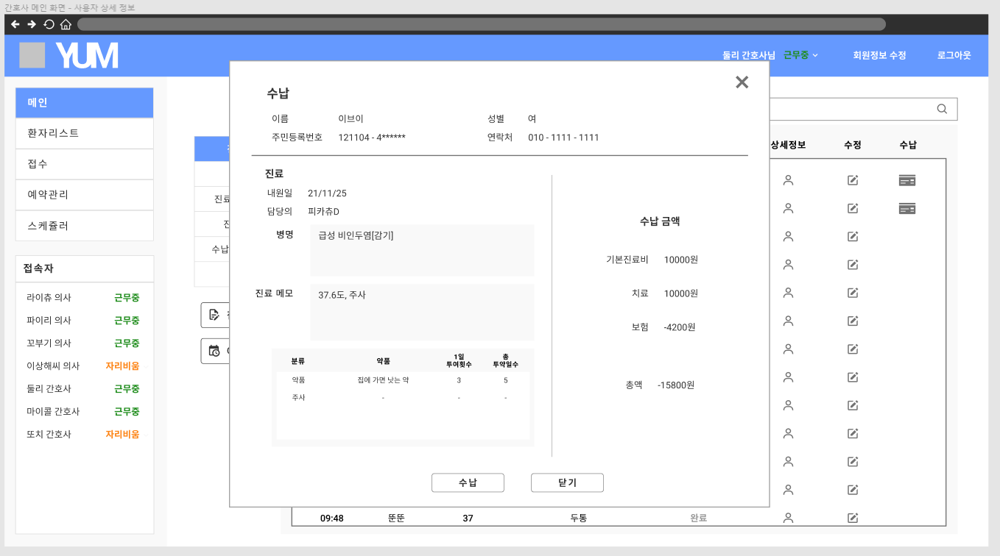 간호사 메인 화면 - 사용자 상세 정보
YUM
둘리 간호사님 근무중 회원정보 수정 로그아웃
메인
환자리스트
접수
예약관리
스케쥴러
접속자
라이츄 의사 근무중
파이리 의사 근무중
꼬부기 의사 근무중
이상해씨 의사 자리비움
둘리 간호사 근무중
마이콜 간호사 근무중
또치 간호사 자리비움
진료
수납
상세정보 수정 수납
수납
이름 이브이 성별 여
주민등록번호 121104 - 4****** 연락처 010 - 1111 - 1111
진료
내원일 21/11/25
담당의 피카츄D
병명 급성 비인두염[감기]
진료 메모 37.6도, 주사
분류 약품 1일 투여횟수 총 투약일수
약품 집에 가면 낫는 약 3 5
주사 - - -
수납 금액
기본진료비 10000원
치료 10000원
보험 -4200원
총액 -15800원
수납 닫기
09:48 뚠뚠 37 두통 완료